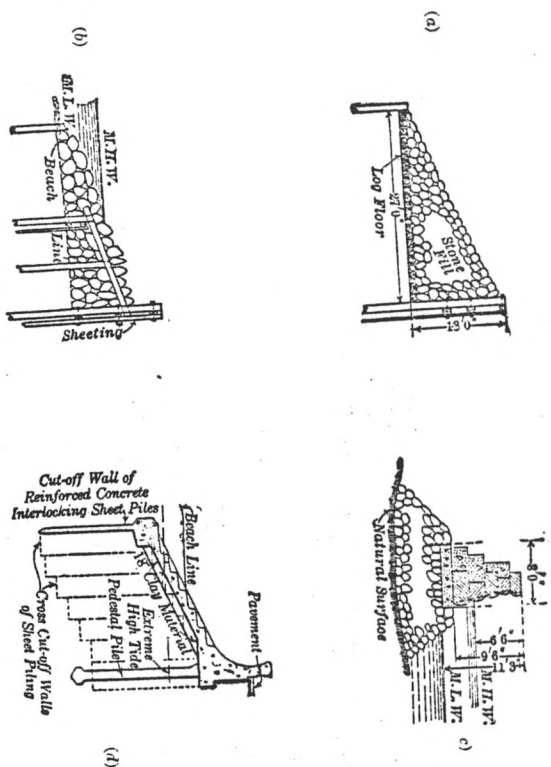 (a)
Stone
Fill
Log Floor
27'0"
13'0"
(b)
M.H.W.
M.L.W.
Beach
Line
Sheeting
c)
8'0"
6'6"
9'6"
M.H.W.
M.L.W.
Natural Surface
(d)
Pavement
Beach Line
18" Clay Material
Extreme
High Tide
Pedestal Pile
Cut-off Wall of
Reinforced Concrete
Interlocking Sheet Piles
Cross Cut-off Walls
of Sheet Piling